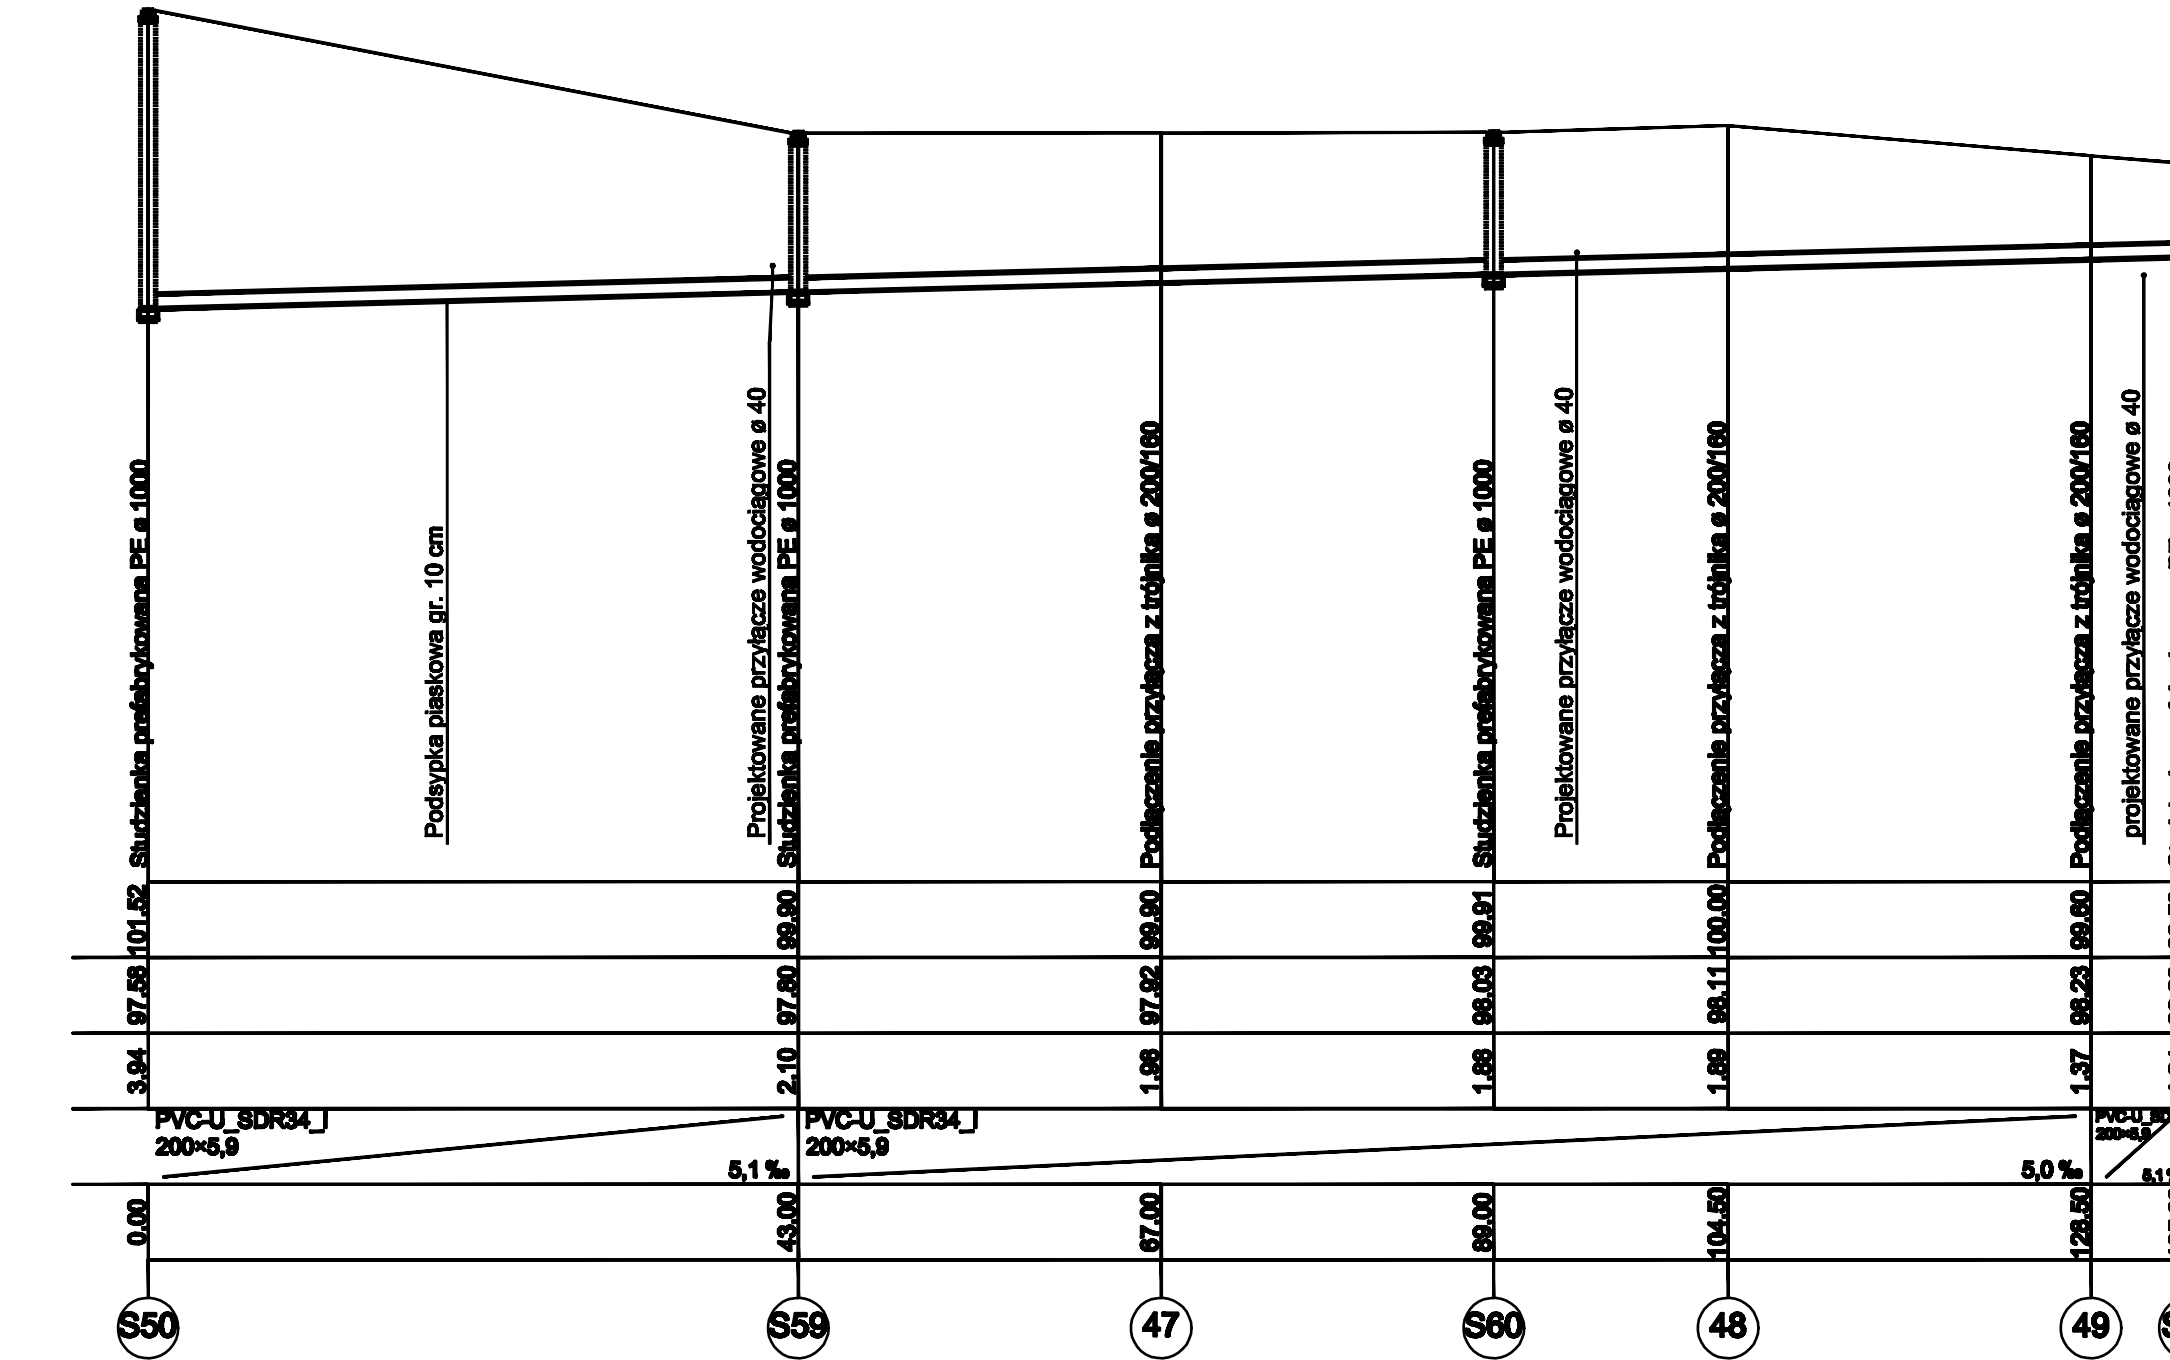 Studzienka prefabrykowana PE ø 1000
Podsypka piaskowa gr. 10 cm
Projektowane przyłącze wodociągowe ø 40
Studzienka prefabrykowana PE ø 1000
Podłączenie przyłącza z trójnika ø 200/160
Studzienka prefabrykowana PE ø 1000
Projektowane przyłącze wodociągowe ø 40
Podłączenie przyłącza z trójnika ø 200/160
Podłączenie przyłącza z trójnika ø 200/160
projektowane przyłącze wodociągowe ø 40
101.52 99.90 99.90 99.91 100.00 99.60
97.58 97.80 97.92 98.03 98.11 98.23
3.94 2.10 1.98 1.88 1.89 1.37
PVC-U_SDR34_I
200×5,9
5,1 ‰
PVC-U_SDR34_I
200×5,9
5,0 ‰
200×5,9
0.00 43.00 67.00 89.00 104.50 128.50
S50 S59 47 S60 48 49